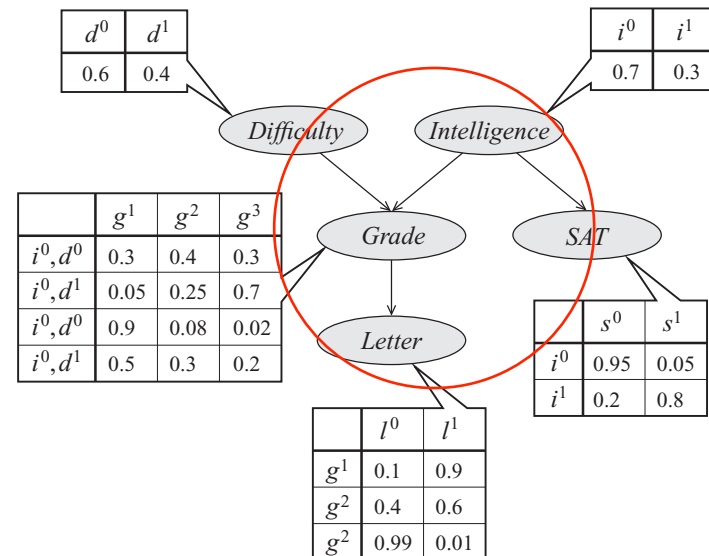 d⁰ d¹
0.6 0.4
i⁰ i¹
0.7 0.3
Difficulty
Intelligence
g¹ g² g³
i⁰, d⁰ 0.3 0.4 0.3
i⁰, d¹ 0.05 0.25 0.7
i⁰, d⁰ 0.9 0.08 0.02
i⁰, d¹ 0.5 0.3 0.2
Grade
SAT
Letter
s⁰ s¹
i⁰ 0.95 0.05
i¹ 0.2 0.8
l⁰ l¹
g¹ 0.1 0.9
g² 0.4 0.6
g² 0.99 0.01